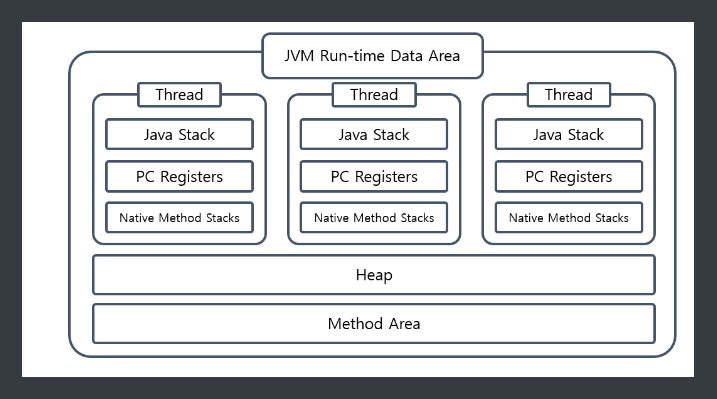 JVM Run-time Data Area
Thread
Java Stack
PC Registers
Native Method Stacks
Thread
Java Stack
PC Registers
Native Method Stacks
Thread
Java Stack
PC Registers
Native Method Stacks
Heap
Method Area